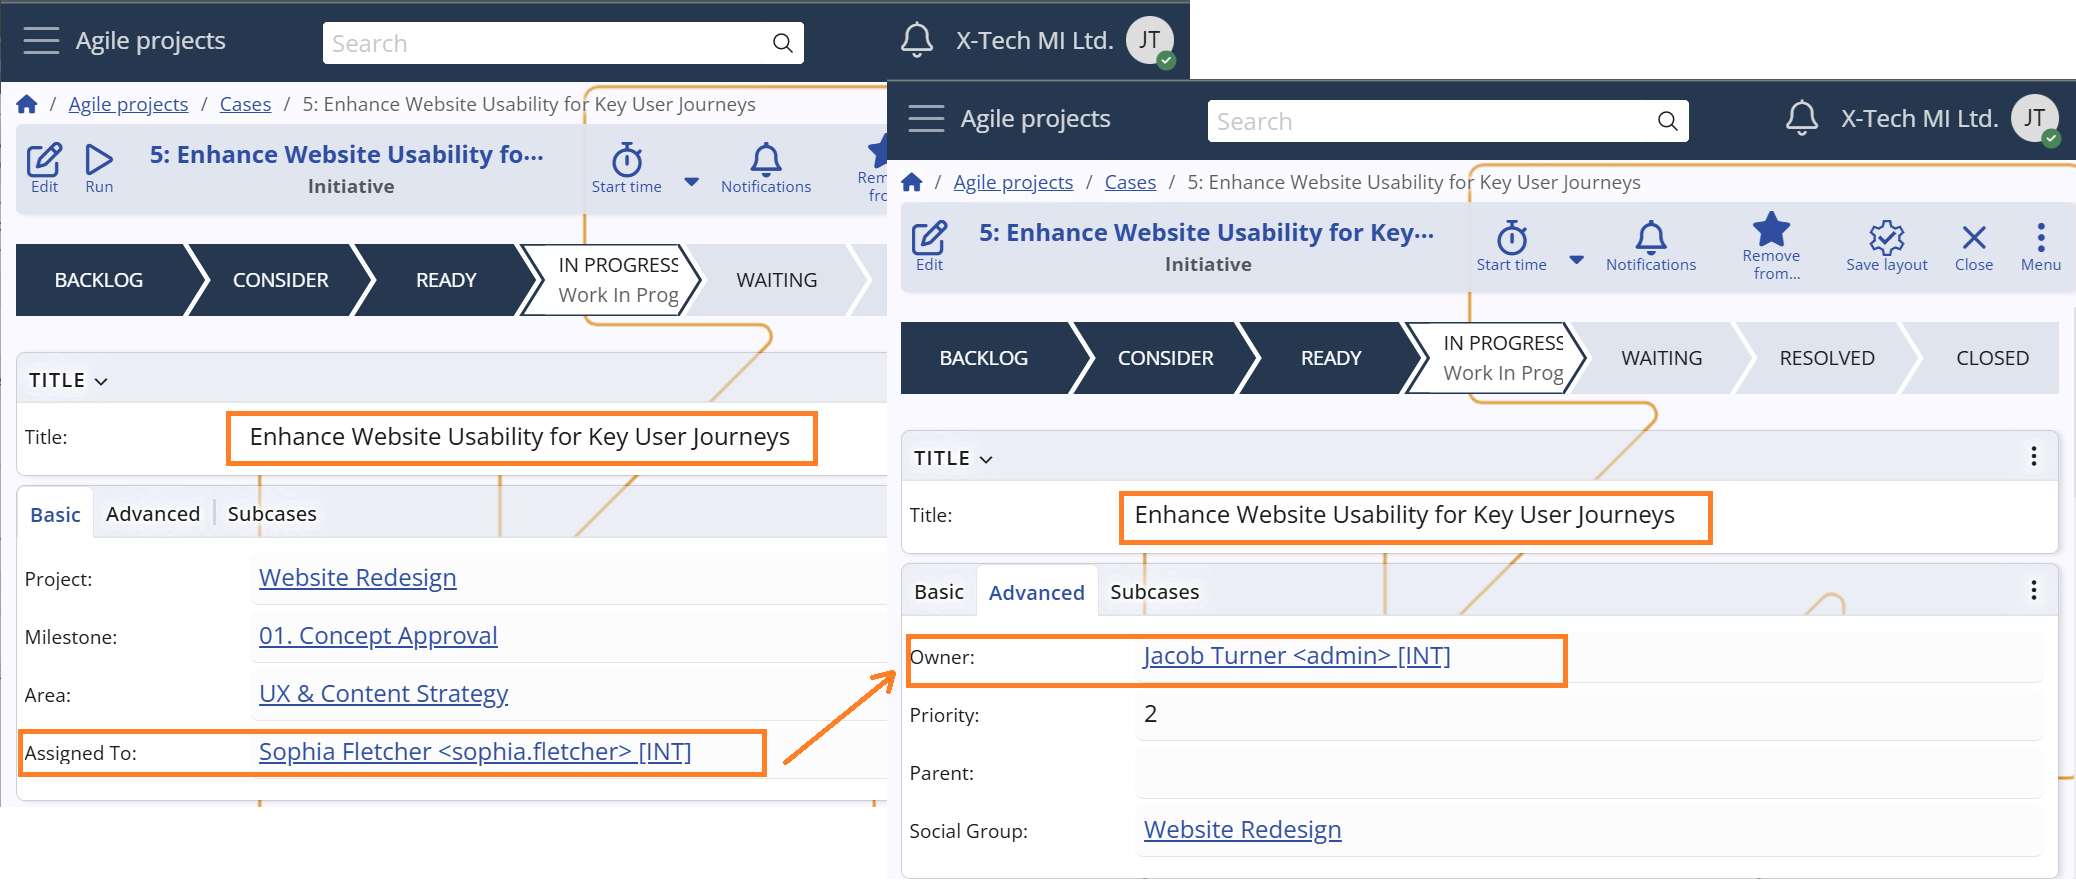 Agile projects
Search
X-Tech MI Ltd.
JT
/ Agile projects / Cases / 5: Enhance Website Usability for Key User Journeys
Edit
Run
5: Enhance Website Usability fo...
Initiative
Start time
Notifications
Rem
fro
BACKLOG
CONSIDER
READY
IN PROGRESS
Work In Prog
WAITING
TITLE
Title:
Enhance Website Usability for Key User Journeys
Basic
Advanced
Subcases
Project:
Website Redesign
Milestone:
01. Concept Approval
Area:
UX & Content Strategy
Assigned To:
Sophia Fletcher <sophia.fletcher> [INT]
Agile projects
Search
X-Tech MI Ltd.
JT
/ Agile projects / Cases / 5: Enhance Website Usability for Key User Journeys
Edit
5: Enhance Website Usability for Key...
Initiative
Start time
Notifications
Remove
from...
Save layout
Close
Menu
BACKLOG
CONSIDER
READY
IN PROGRESS
Work In Prog
WAITING
RESOLVED
CLOSED
TITLE
Title:
Enhance Website Usability for Key User Journeys
Basic
Advanced
Subcases
Owner:
Jacob Turner <admin> [INT]
Priority:
2
Parent:
Social Group:
Website Redesign